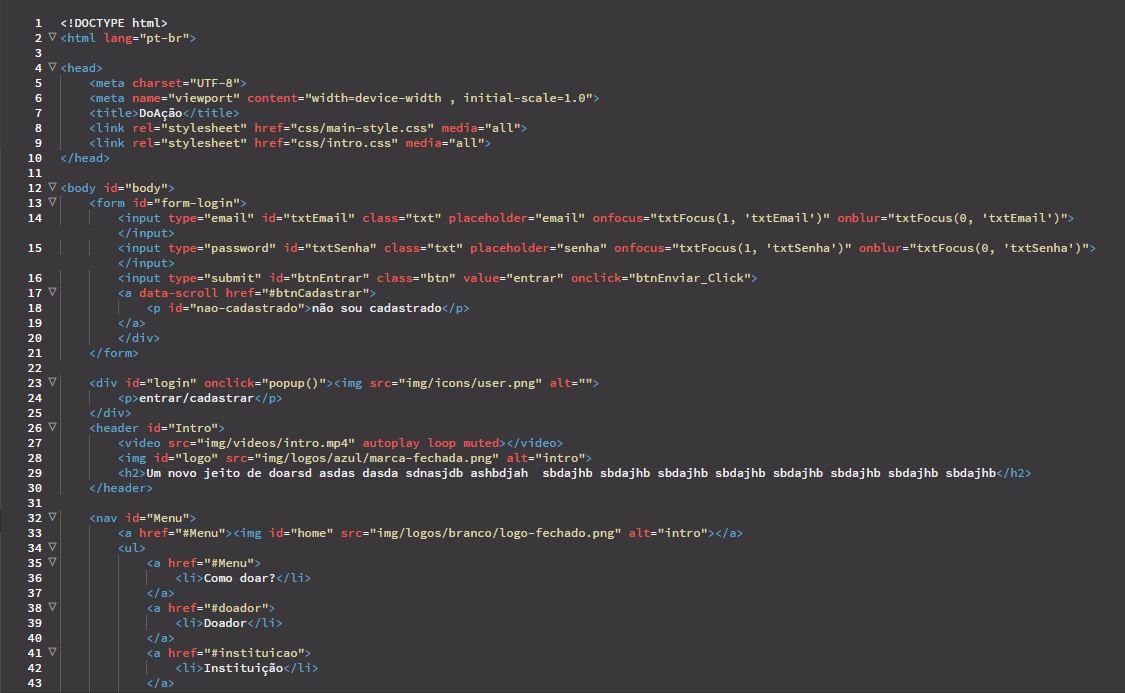 1 <!DOCTYPE html>
2 <html lang="pt-br">
3
4 <head>
5 <meta charset="UTF-8">
6 <meta name="viewport" content="width=device-width , initial-scale=1.0">
7 <title>DoAção</title>
8 <link rel="stylesheet" href="css/main-style.css" media="all">
9 <link rel="stylesheet" href="css/intro.css" media="all">
10 </head>
11
12 <body id="body">
13 <form id="form-login">
14 <input type="email" id="txtEmail" class="txt" placeholder="email" onfocus="txtFocus(1, 'txtEmail')" onblur="txtFocus(0, 'txtEmail')">
</input>
15 <input type="password" id="txtSenha" class="txt" placeholder="senha" onfocus="txtFocus(1, 'txtSenha')" onblur="txtFocus(0, 'txtSenha')">
</input>
16 <input type="submit" id="btnEntrar" class="btn" value="entrar" onclick="btnEnviar_Click">
17 <a data-scroll href="#btnCadastrar">
18 <p id="nao-cadastrado">não sou cadastrado</p>
19 </a>
20 </div>
21 </form>
22
23 <div id="login" onclick="popup()"><img src="img/icons/user.png" alt="">
24 <p>entrar/cadastrar</p>
25 </div>
26 <header id="Intro">
27 <video src="img/videos/intro.mp4" autoplay loop muted></video>
28 <img id="logo" src="img/logos/azul/marca-fechada.png" alt="intro">
29 <h2>Um novo jeito de doarsd asdas dasda sdnasjdb ashbdjah  sbdajhb sbdajhb sbdajhb sbdajhb sbdajhb sbdajhb sbdajhb sbdajhb</h2>
30 </header>
31
32 <nav id="Menu">
33 <a href="#Menu"><img id="home" src="img/logos/branco/logo-fechado.png" alt="intro"></a>
34 <ul>
35 <a href="#Menu">
36 <li>Como doar?</li>
37 </a>
38 <a href="#doador">
39 <li>Doador</li>
40 </a>
41 <a href="#instituicao">
42 <li>Instituição</li>
43 </a>